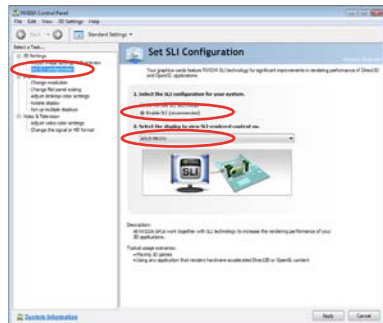 NVIDIA Control Panel
File Edit View 3D Settings Help
Standard Settings
Select a Task...
3D Settings
Set SLI configuration
Change resolution
Change flat panel scaling
Adjust desktop color settings
Rotate display
Set up multiple displays
Video & Television
Adjust video color settings
Change the signal or HD format
Set SLI Configuration
Your graphics cards feature NVIDIA SLI technology for significant improvements in rendering performance of Direct3D
and OpenGL applications.
1. Select the SLI configuration for your system.
Enable SLI (recommended)
2. Select the display to view SLI rendered content on.
SLI
Description:
All NVIDIA GPUs work together with SLI technology to increase the rendering performance of your
3D applications.
Typical usage scenarios:
•Playing 3D games
•Using any application that renders hardware accelerated Direct3D or OpenGL content
System Information
Apply
Cancel